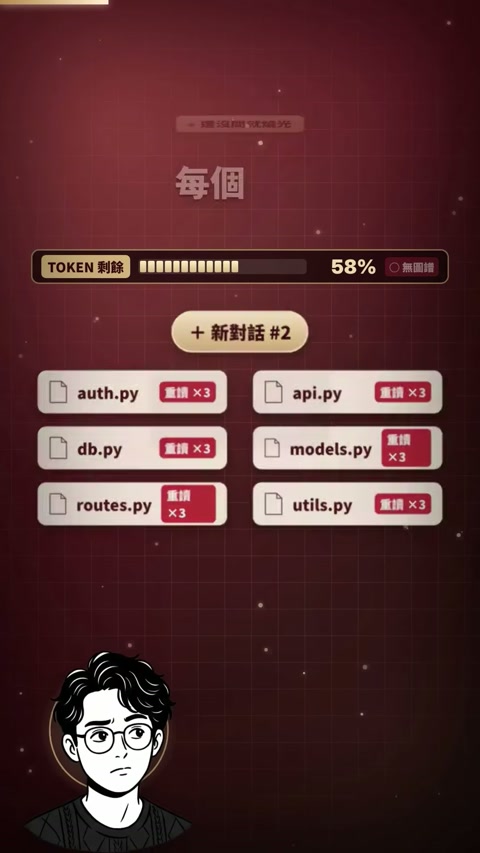 每個
TOKEN 剩餘 58% 無圖譜
+ 新對話 #2
auth.py 重讀 ×3 api.py 重讀 ×3
db.py 重讀 ×3 models.py 重讀 ×3
routes.py 重讀 ×3 utils.py 重讀 ×3